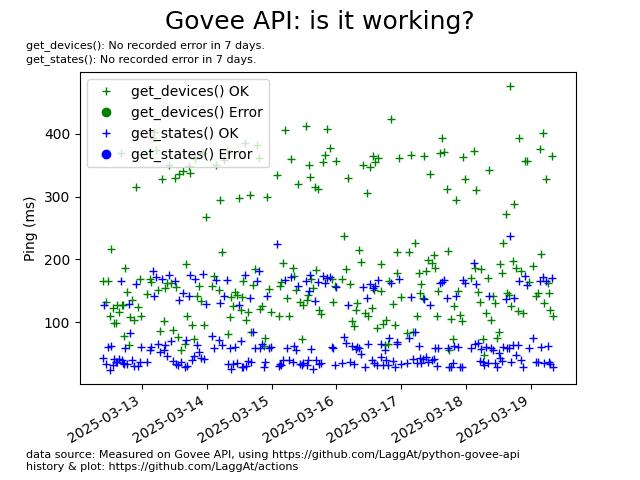 Govee API: is it working?
get_devices(): No recorded error in 7 days.
get_states(): No recorded error in 7 days.
get_devices() OK
get_devices() Error
get_states() OK
get_states() Error
400
300
200
100
Ping (ms)
2025-03-13
2025-03-14
2025-03-15
2025-03-16
2025-03-17
2025-03-18
2025-03-19
data source: Measured on Govee API, using https://github.com/LaggAt/python-govee-api
history & plot: https://github.com/LaggAt/actions